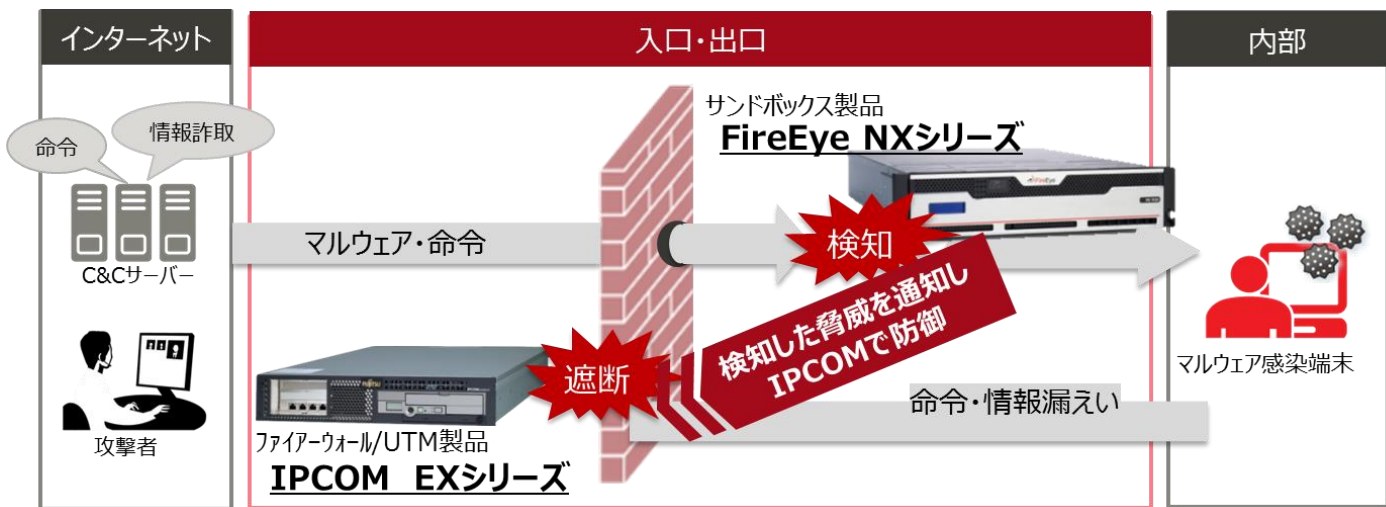 インターネット
入口・出口
内部
命令
情報詐取
C&Cサーバー
攻撃者
マルウェア・命令
サンドボックス製品
FireEye NXシリーズ
FireEye
検知
検知した脅威を通知し
IPCOMで防御
遮断
FUJITSU
ファイアーウォール/UTM製品
IPCOM EXシリーズ
命令・情報漏えい
マルウェア感染端末